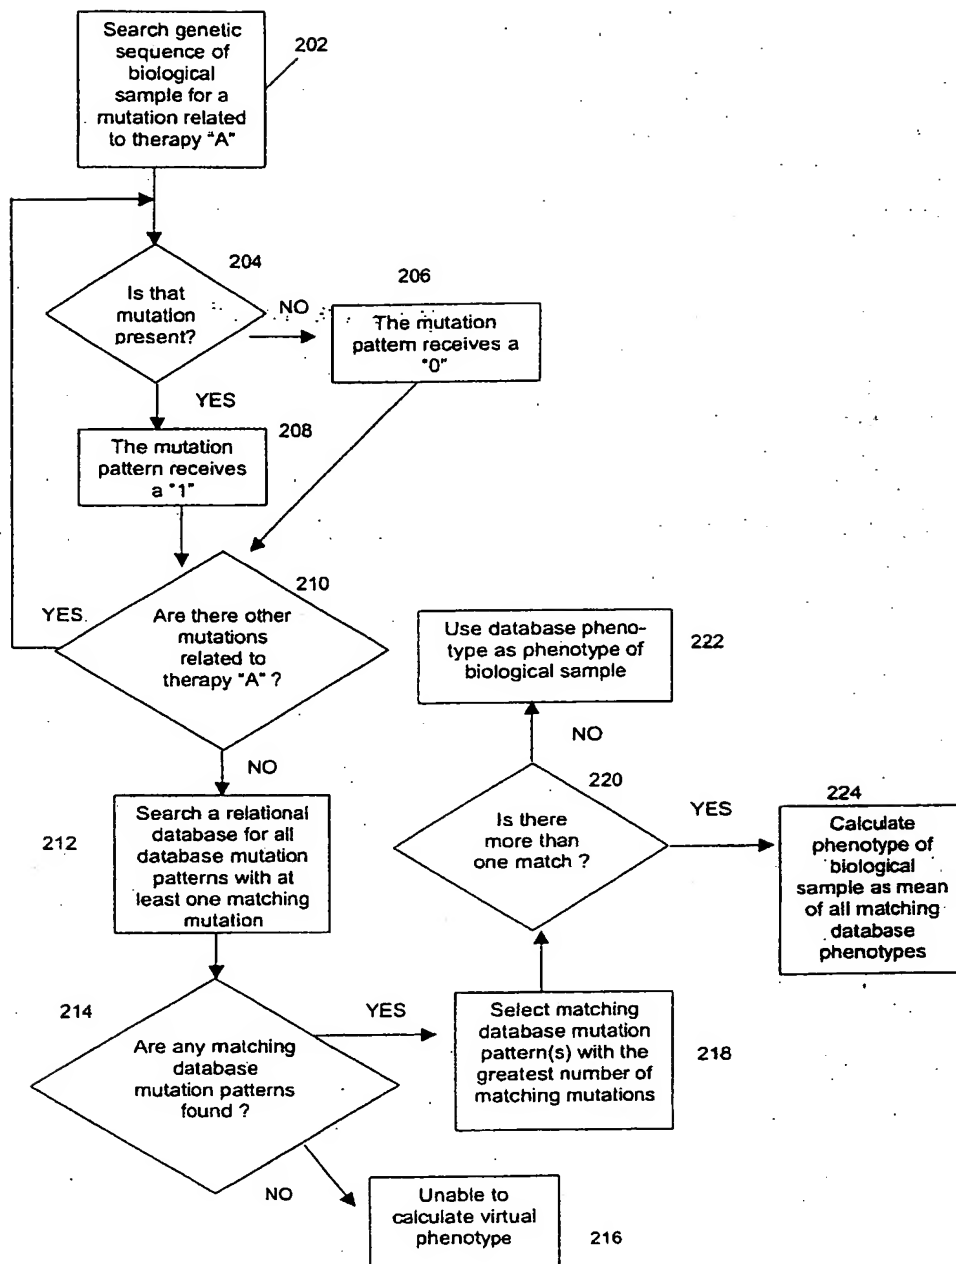 Search genetic
sequence of
biological
sample for a
mutation related
to therapy "A"
202
204
Is that
mutation
present?
NO
206
The mutation
pattern receives a
"0"
YES
208
The mutation
pattern receives
a "1"
210
YES
Are there other
mutations
related to
therapy "A" ?
NO
212
Search a relational
database for all
database mutation
patterns with at
least one matching
mutation
214
Are any matching
database
mutation patterns
found ?
YES
NO
Unable to
calculate virtual
phenotype
216
Select matching
database mutation
pattern(s) with the
greatest number of
matching mutations
218
220
Is there
more than
one match ?
NO
Use database pheno-
type as phenotype of
biological sample
222
YES
224
Calculate
phenotype of
biological
sample as mean
of all matching
database
phenotypes